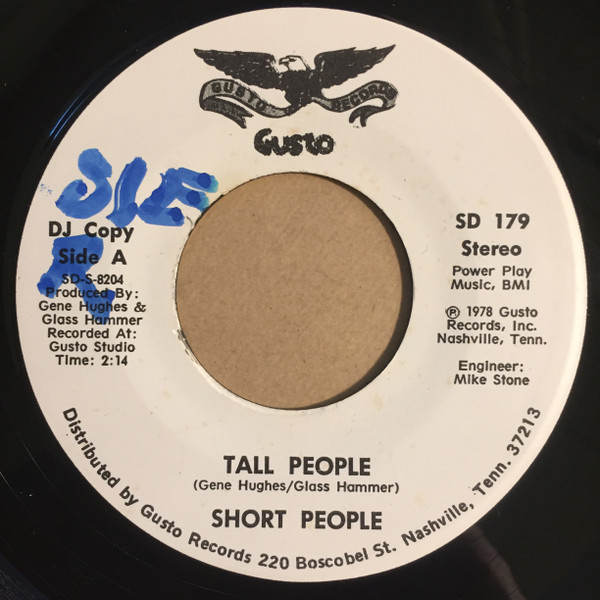 GUSTO RECORDS
GUSTO
SIE
R
DJ Copy
Side A
SD-S-8204
Produced By:
Gene Hughes &
Glass Hammer
Recorded At:
Gusto Studio
Time: 2:14
SD 179
Stereo
Power Play
Music, BMI
℗ 1978 Gusto
Records, Inc.
Nashville, Tenn.
Engineer:
Mike Stone
TALL PEOPLE
(Gene Hughes/Glass Hammer)
SHORT PEOPLE
Distributed by Gusto Records 220 Boscobel St. Nashville, Tenn. 37213